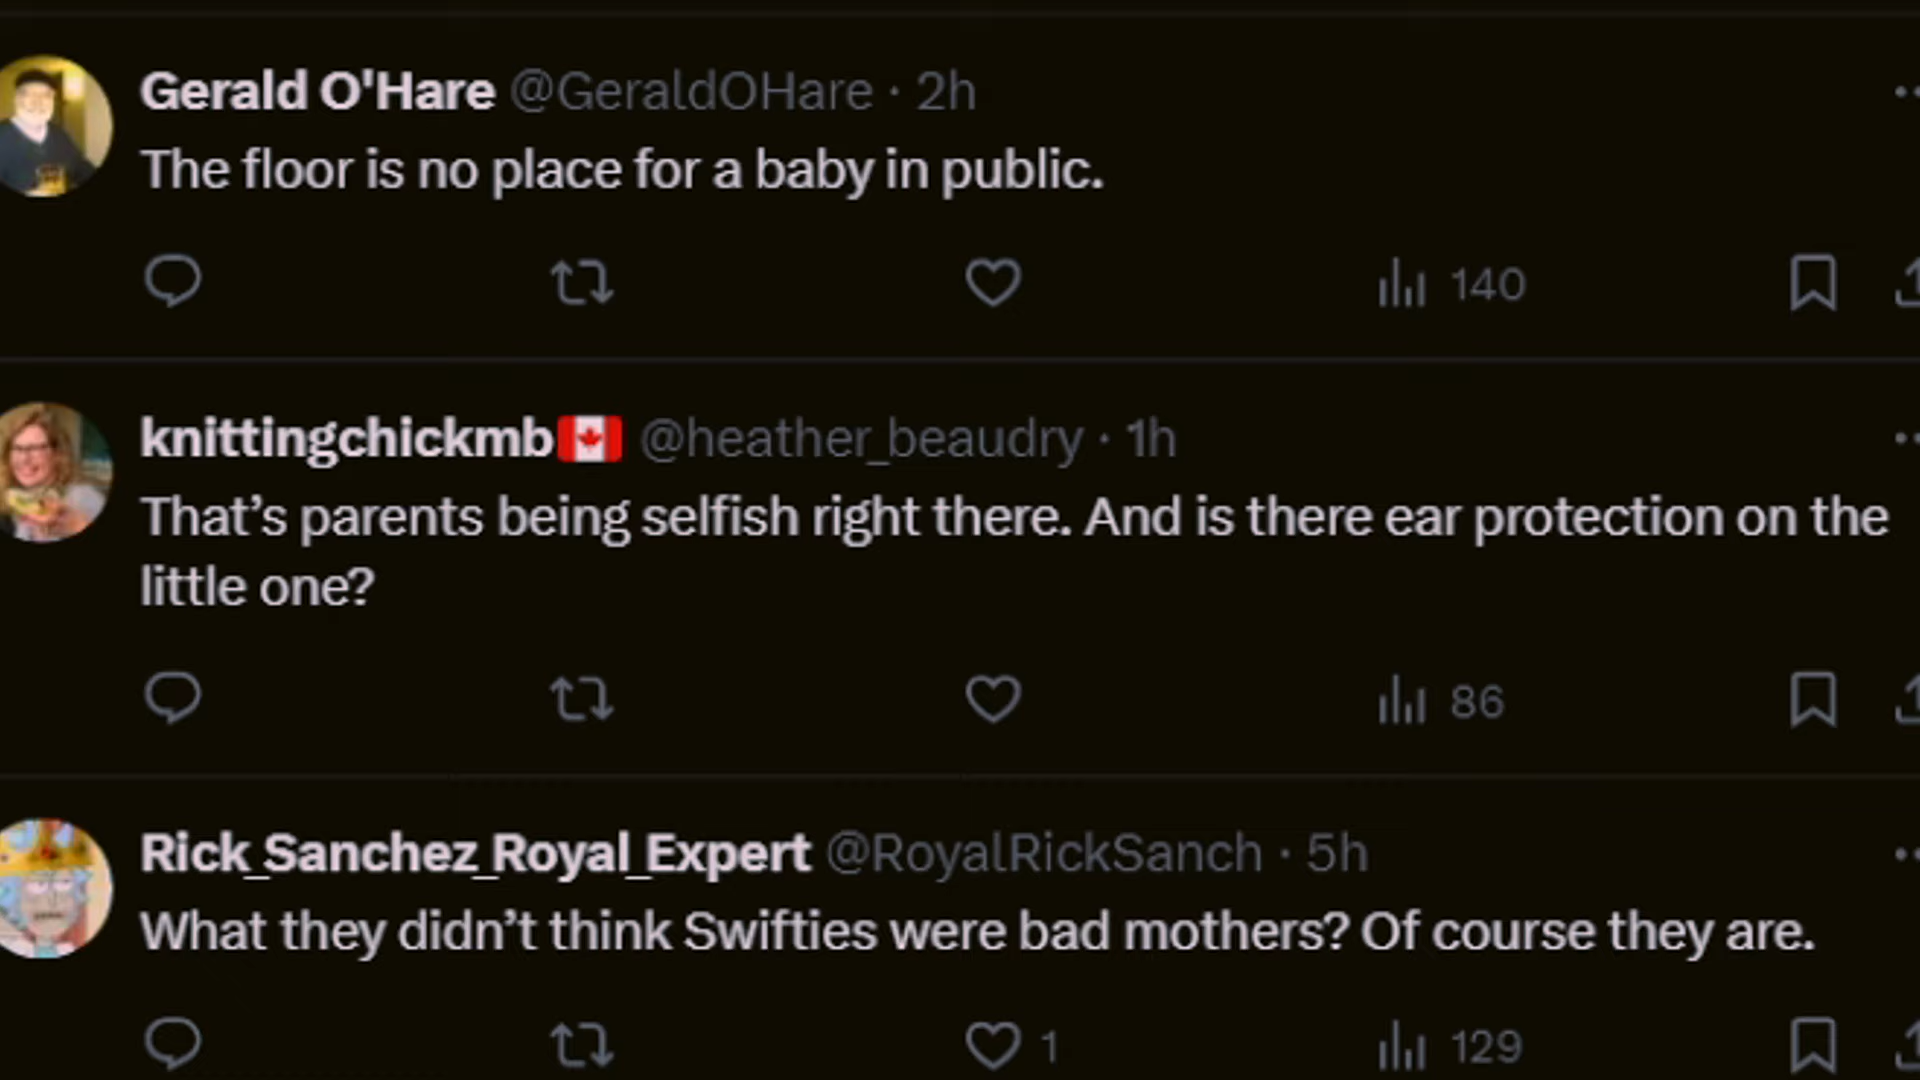 Gerald O'Hare @GeraldOHare · 2h
The floor is no place for a baby in public.
140
knittingchickmb🇨🇦 @heather_beaudry · 1h
That’s parents being selfish right there. And is there ear protection on the
little one?
86
Rick_Sanchez_Royal_Expert @RoyalRickSanch · 5h
What they didn’t think Swifties were bad mothers? Of course they are.
1 129